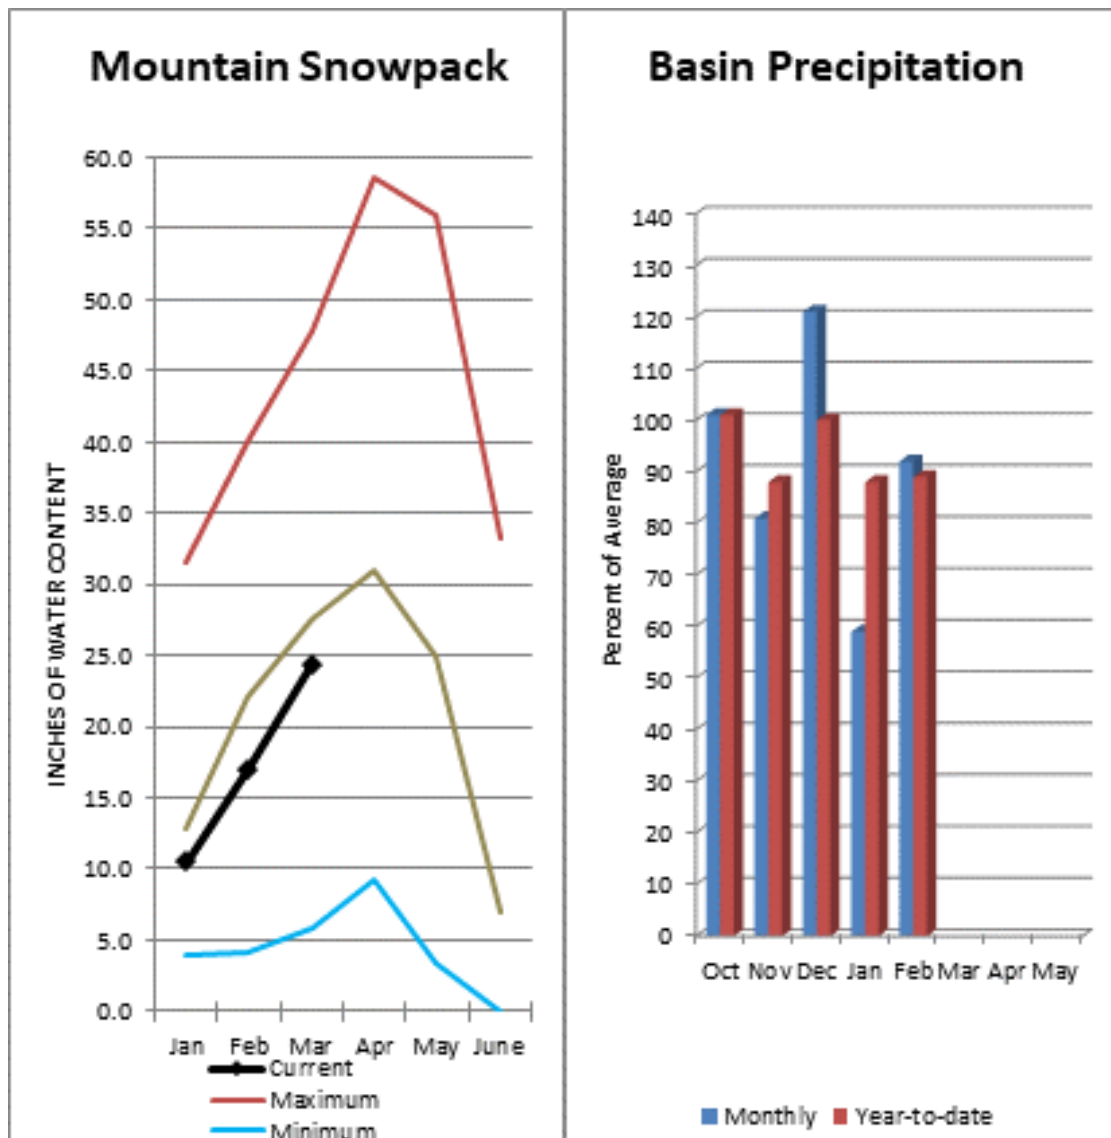 Mountain Snowpack
60.0
55.0
50.0
45.0
40.0
35.0
30.0
25.0
20.0
15.0
10.0
5.0
0.0
INCHES OF WATER CONTENT
Jan Feb Mar Apr May June
Current
Maximum
Minimum
Basin Precipitation
140
130
120
110
100
90
80
70
60
50
40
30
20
10
0
Percent of Average
Oct Nov Dec Jan Feb Mar Apr May
Monthly Year-to-date